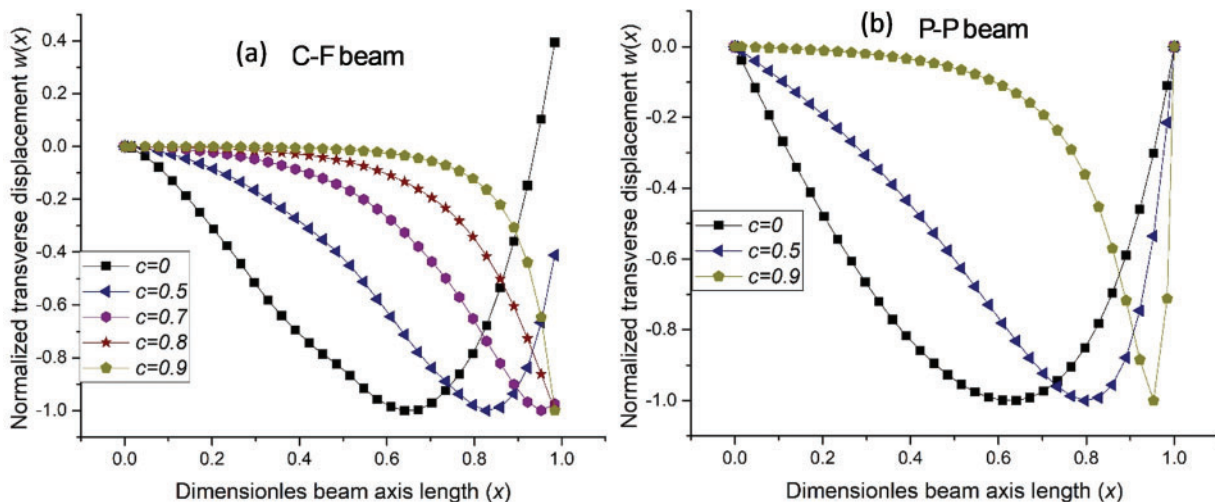 (a) C-F beam
Normalized transverse displacement w(x)
0.4
0.2
0.0
-0.2
-0.4
-0.6
-0.8
-1.0
c=0
c=0.5
c=0.7
c=0.8
c=0.9
0.0 0.2 0.4 0.6 0.8 1.0
Dimensionles beam axis length (x)
(b) P-P beam
Normalized transverse displacement w(x)
0.0
-0.2
-0.4
-0.6
-0.8
-1.0
c=0
c=0.5
c=0.9
0.0 0.2 0.4 0.6 0.8 1.0
Dimensionles beam axis length (x)